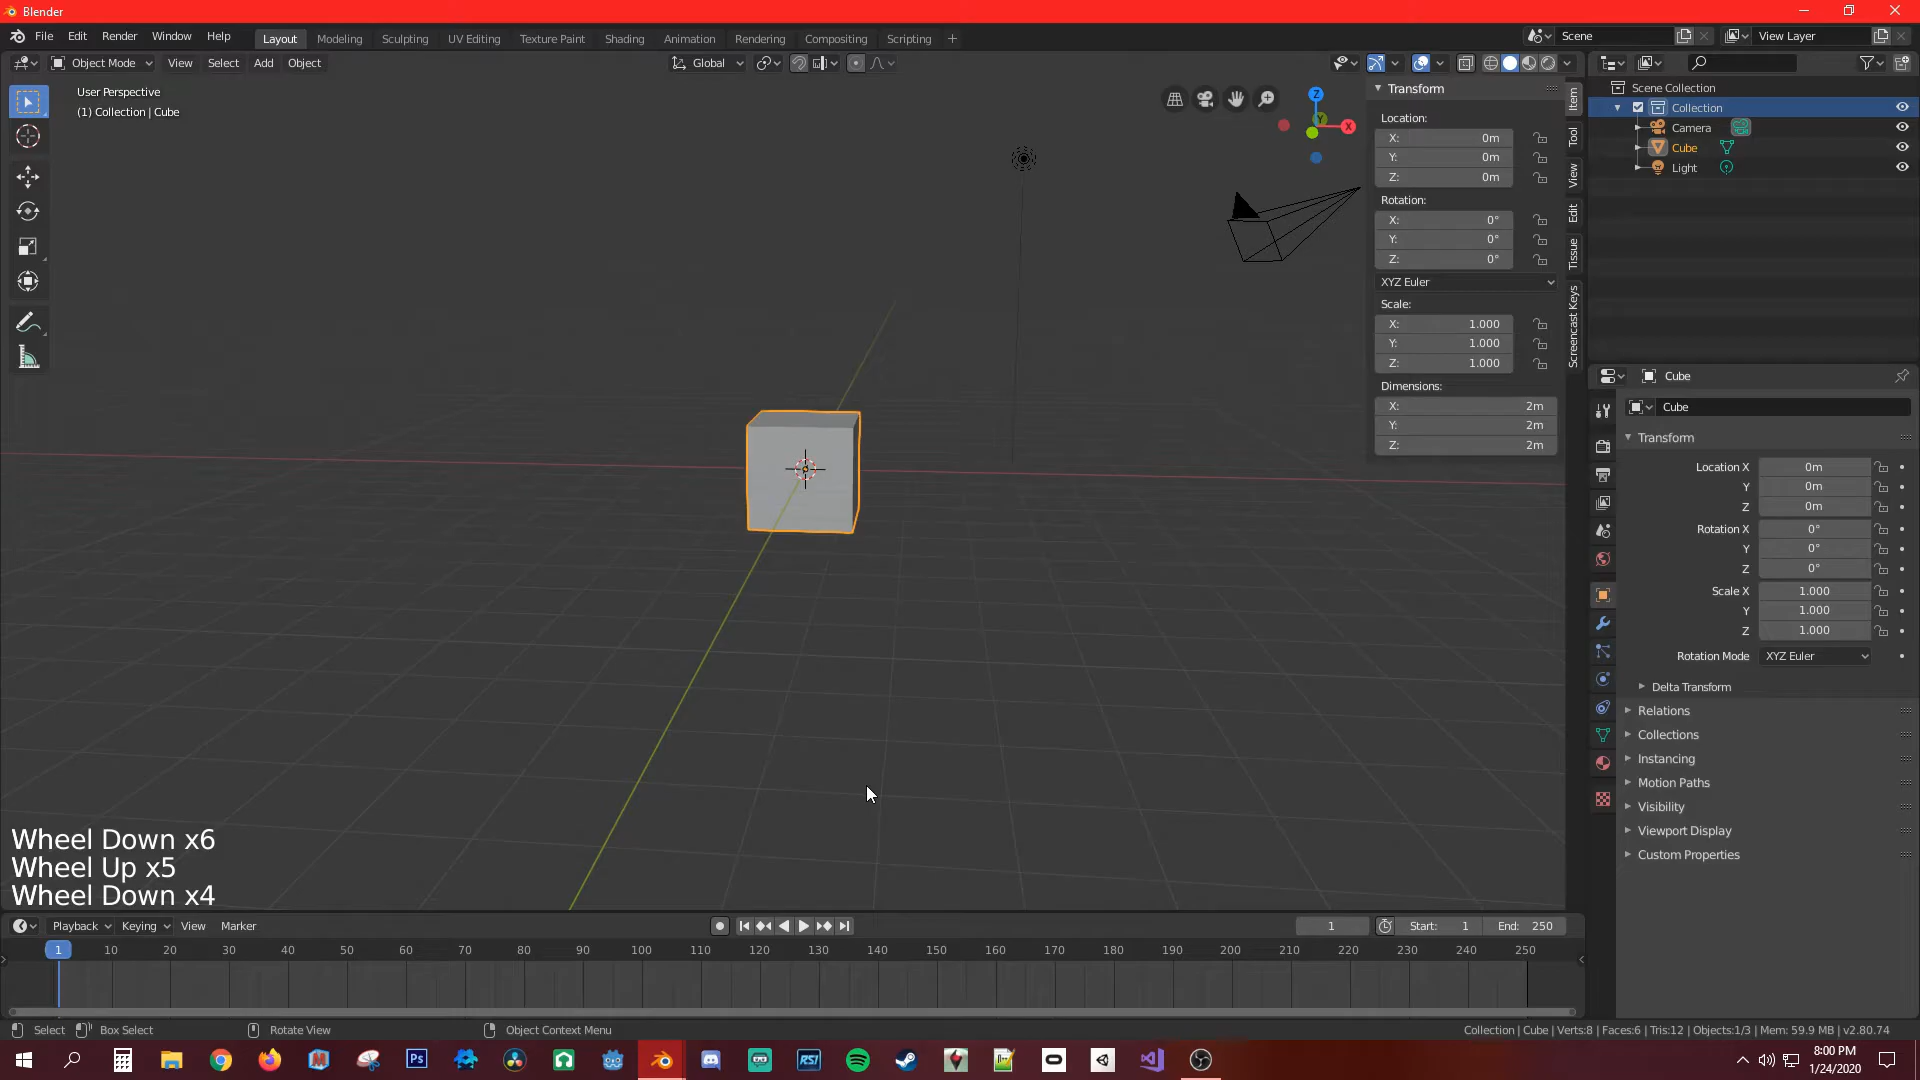 Blender
File Edit Render Window Help Layout Modeling Sculpting UV Editing Texture Paint Shading Animation Rendering Compositing Scripting + Scene View Layer
Object Mode View Select Add Object Global
User Perspective
(1) Collection | Cube
Transform
Location:
X: 0m
Y: 0m
Z: 0m
Rotation:
X: 0°
Y: 0°
Z: 0°
XYZ Euler
Scale:
X: 1.000
Y: 1.000
Z: 1.000
Dimensions:
X: 2m
Y: 2m
Z: 2m
Item
Tool
View
Edit
Tissue
Screencast Keys
Z
Y
X
Scene Collection
Collection
Camera
Cube
Light
Cube
Cube
Transform
Location X 0m
Y 0m
Z 0m
Rotation X 0°
Y 0°
Z 0°
Scale X 1.000
Y 1.000
Z 1.000
Rotation Mode XYZ Euler
Delta Transform
Relations
Collections
Instancing
Motion Paths
Visibility
Viewport Display
Custom Properties
Wheel Down x6
Wheel Up x5
Wheel Down x4
Playback Keying View Marker 1 Start: 1 End: 250
1 10 20 30 40 50 60 70 80 90 100 110 120 130 140 150 160 170 180 190 200 210 220 230 240 250
Select Box Select Rotate View Object Context Menu Collection | Cube | Verts:8 | Faces:6 | Tris:12 | Objects:1/3 | Mem: 59.9 MB | v2.80.74
Ps
RSI
8:00 PM
1/24/2020